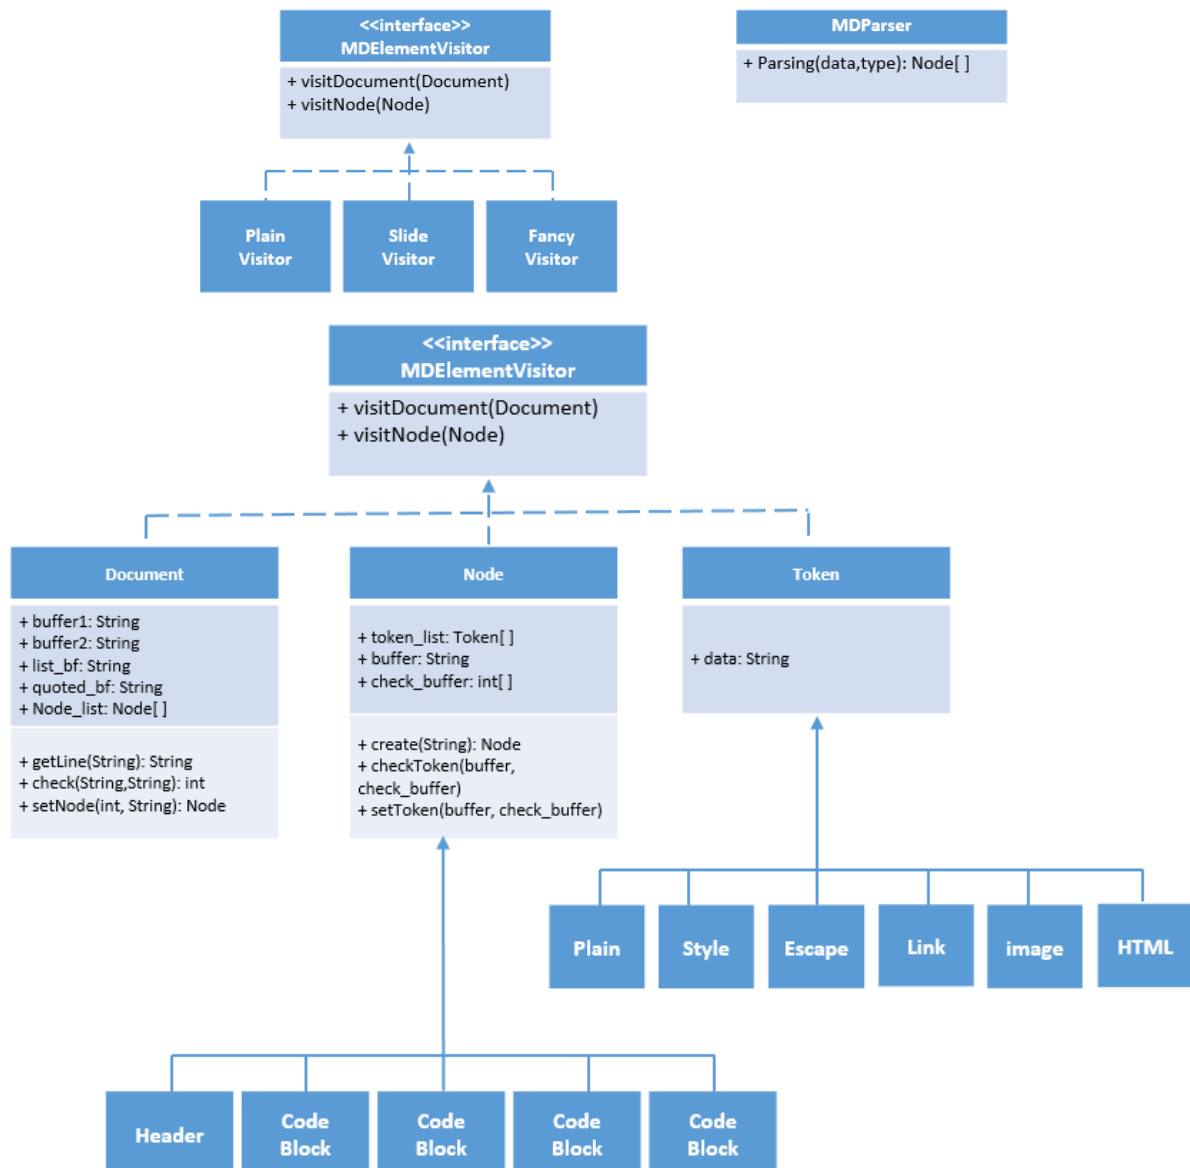 <<interface>>
MDElementVisitor
+ visitDocument(Document)
+ visitNode(Node)
MDParser
+ Parsing(data,type): Node[ ]
Plain
Visitor
Slide
Visitor
Fancy
Visitor
<<interface>>
MDElementVisitor
+ visitDocument(Document)
+ visitNode(Node)
Document
+ buffer1: String
+ buffer2: String
+ list_bf: String
+ quoted_bf: String
+ Node_list: Node[ ]
+ getLine(String): String
+ check(String,String): int
+ setNode(int, String): Node
Node
+ token_list: Token[ ]
+ buffer: String
+ check_buffer: int[ ]
+ create(String): Node
+ checkToken(buffer,
check_buffer)
+ setToken(buffer, check_buffer)
Token
+ data: String
Plain
Style
Escape
Link
image
HTML
Header
Code
Block
Code
Block
Code
Block
Code
Block